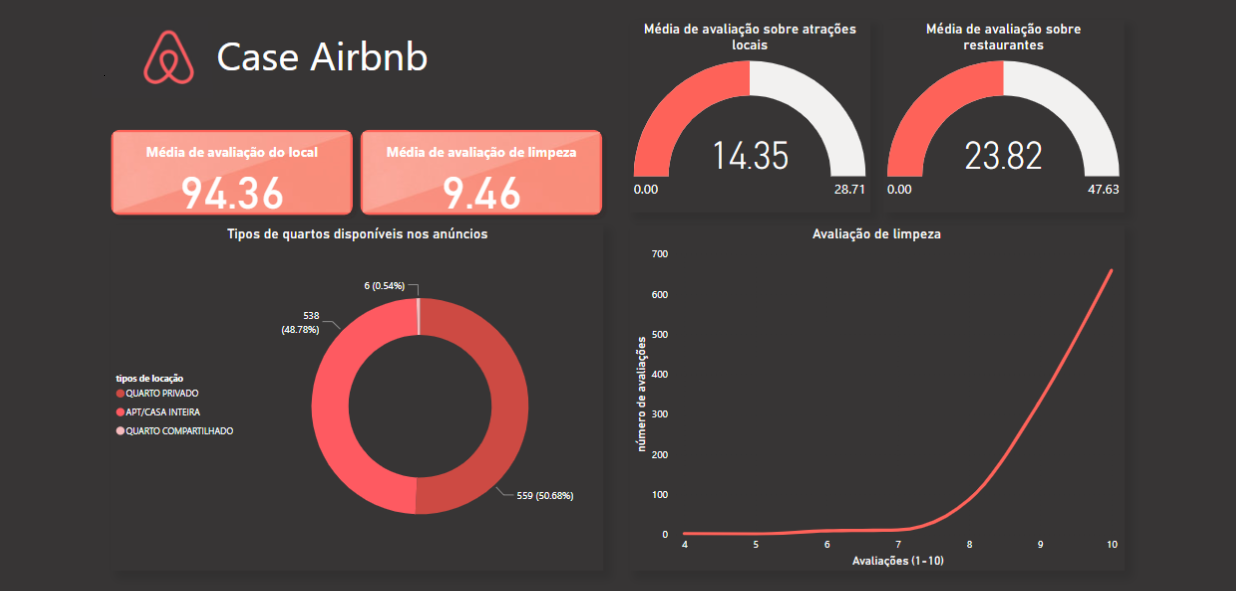 Case Airbnb
Média de avaliação do local
94.36
Média de avaliação de limpeza
9.46
Média de avaliação sobre atrações
locais
14.35
0.00
28.71
Média de avaliação sobre
restaurantes
23.82
0.00
47.63
Tipos de quartos disponíveis nos anúncios
6 (0.54%)
538
(48.78%)
559 (50.68%)
tipos de locação
QUARTO PRIVADO
APT/CASA INTEIRA
QUARTO COMPARTILHADO
Avaliação de limpeza
número de avaliações
700
600
500
400
300
200
100
0
4 5 6 7 8 9 10
Avaliações (1-10)